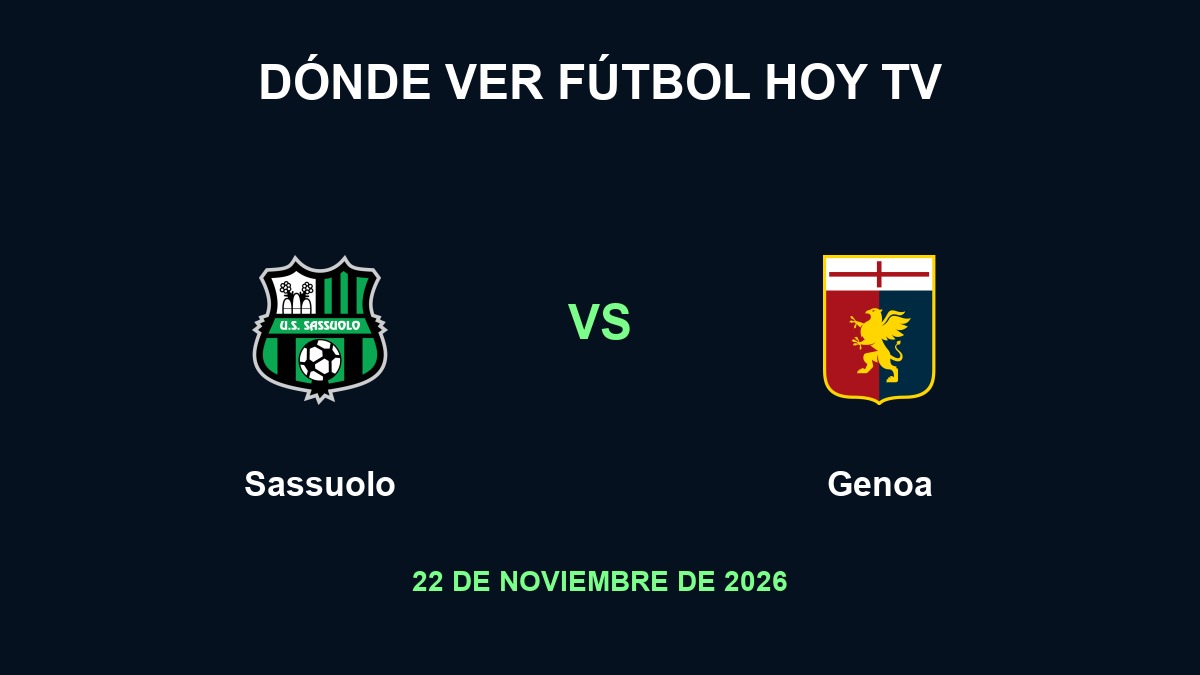 DÓNDE VER FÚTBOL HOY TV
U.S. SASSUOLO
VS
Sassuolo
Genoa
22 DE NOVIEMBRE DE 2026